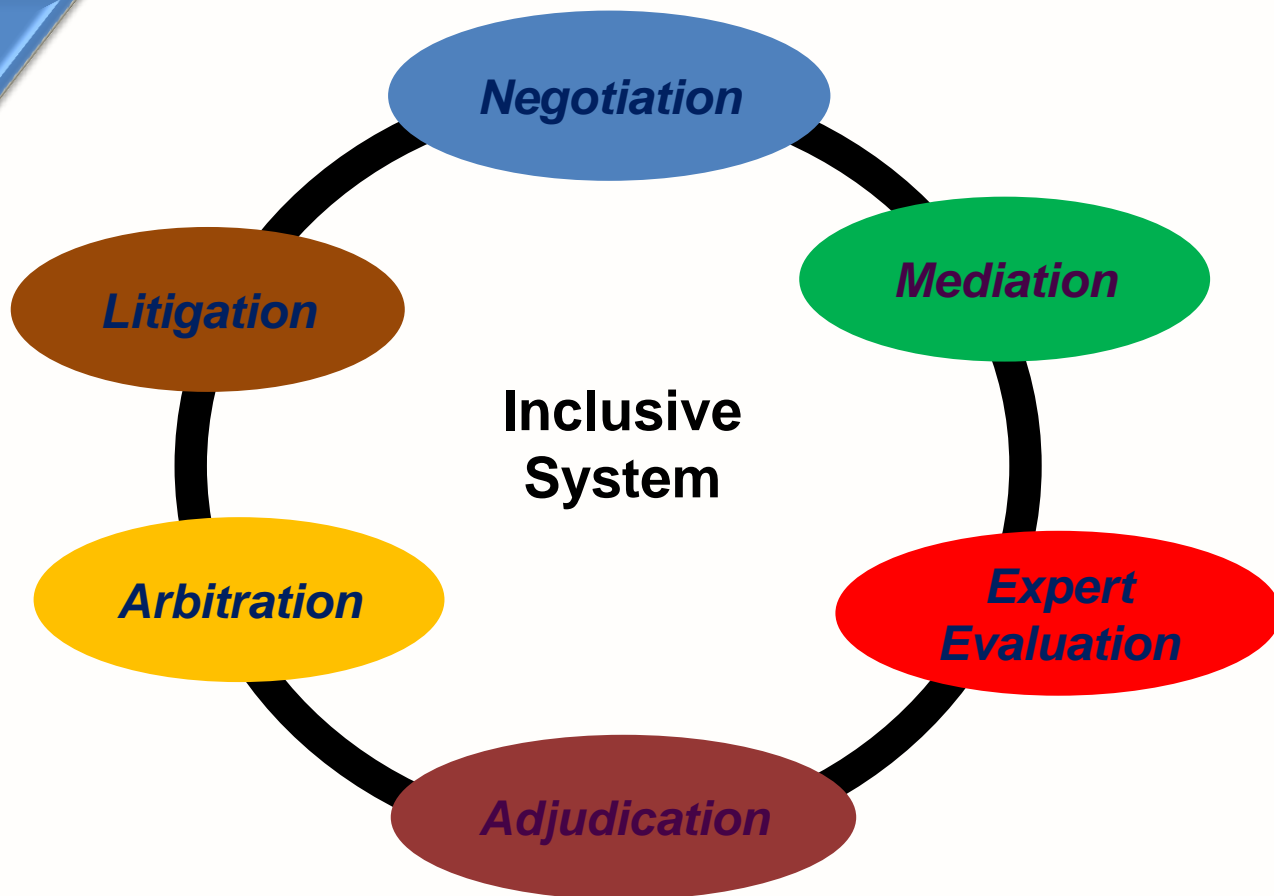 Negotiation
Mediation
Litigation
Inclusive
System
Expert
Evaluation
Arbitration
Adjudication